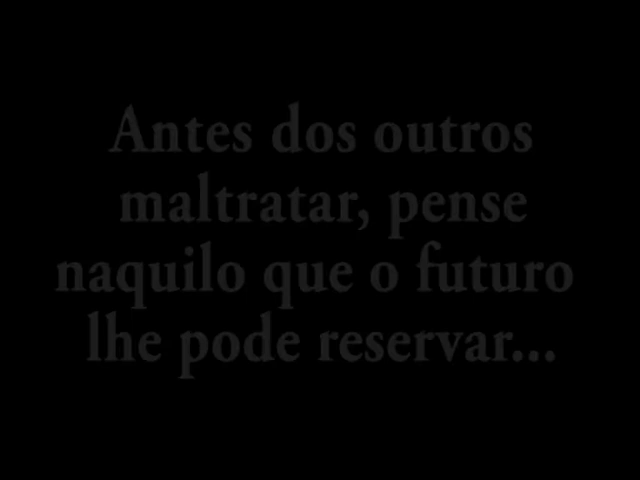 Antes dos outros
maltratar, pense
naquilo que o futuro
lhe pode reservar...